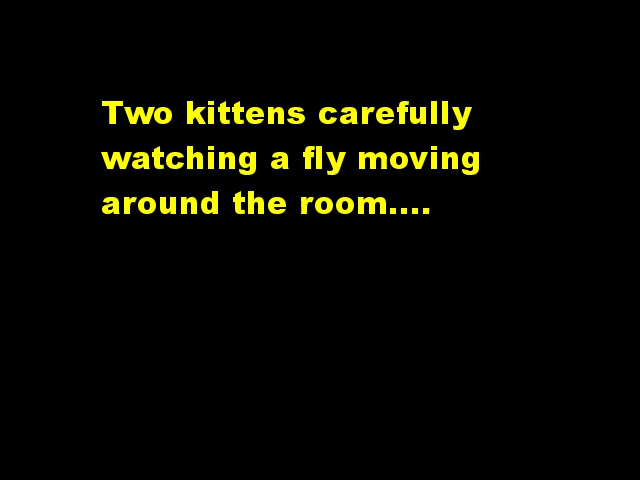 Two kittens carefully
watching a fly moving
around the room....